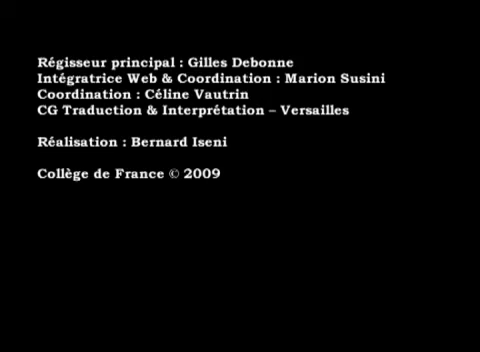 Régisseur principal : Gilles Debonne
Intégratrice Web & Coordination : Marion Susini
Coordination : Céline Vautrin
CG Traduction & Interprétation – Versailles
Réalisation : Bernard Iseni
Collège de France © 2009